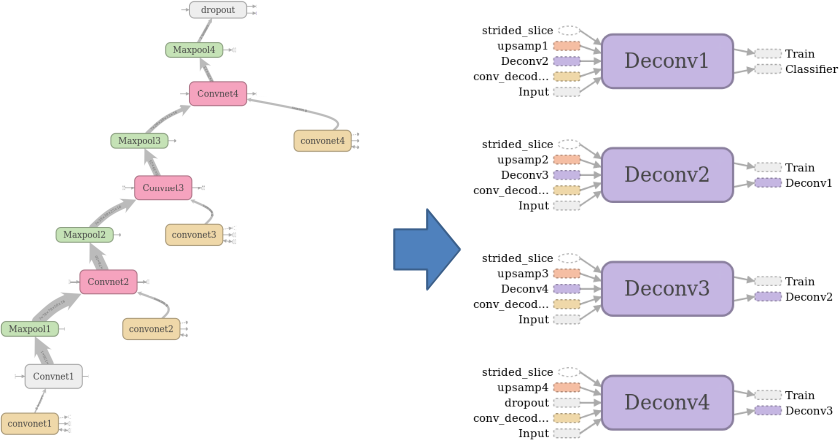 dropout
Maxpool4
Convnet4
convonet4
Maxpool3
Convnet3
convonet3
Maxpool2
Convnet2
convonet2
Maxpool1
Convnet1
convonet1
strided_slice
upsamp1
Deconv2
conv_decod...
Input
Deconv1
Train
Classifier
strided_slice
upsamp2
Deconv3
conv_decod...
Input
Deconv2
Train
Deconv1
strided_slice
upsamp3
Deconv4
conv_decod...
Input
Deconv3
Train
Deconv2
strided_slice
upsamp4
dropout
conv_decod...
Input
Deconv4
Train
Deconv3